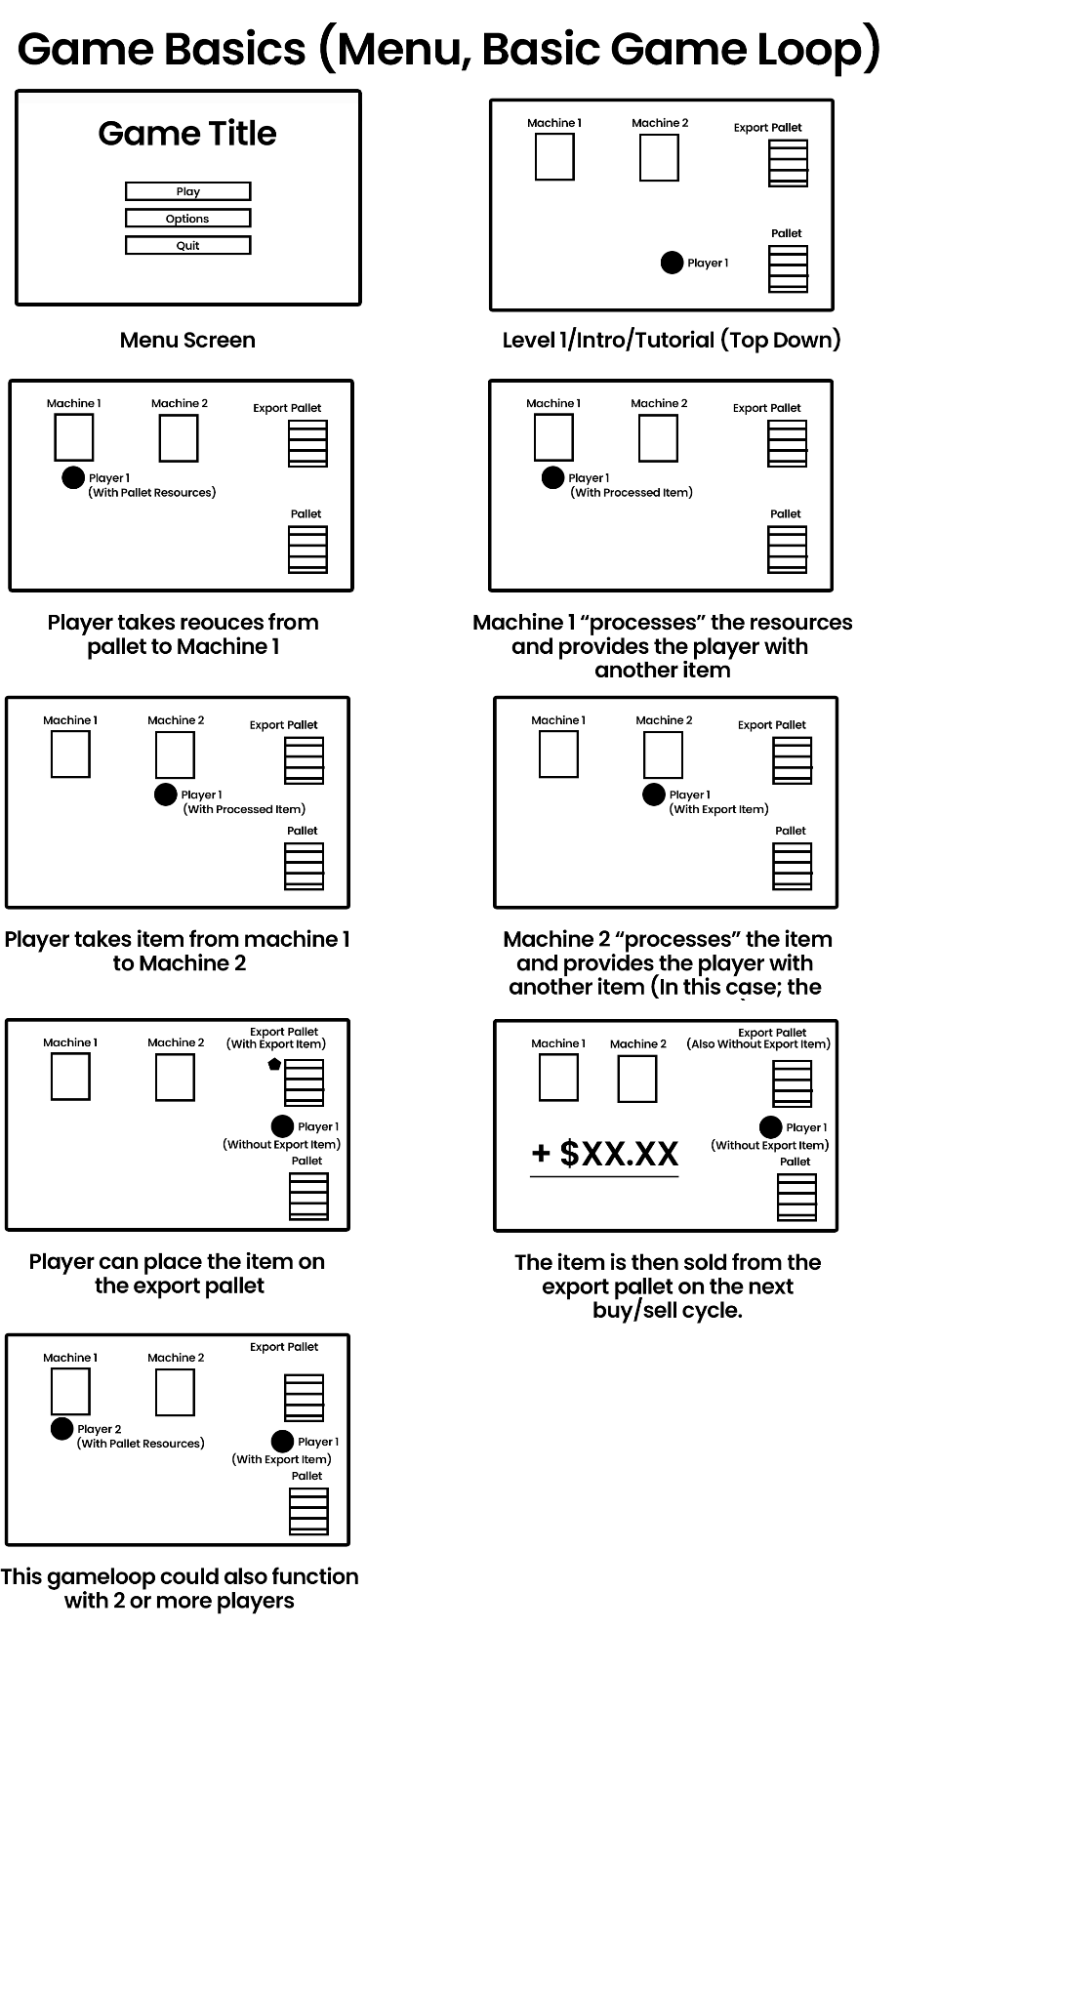 Game Basics (Menu, Basic Game Loop)
Game Title
Play
Options
Quit
Menu Screen
Machine 1
Machine 2
Export Pallet
Pallet
Player 1
Level 1/Intro/Tutorial (Top Down)
Machine 1
Machine 2
Export Pallet
Player 1
(With Pallet Resources)
Pallet
Player takes reouces from
pallet to Machine 1
Machine 1
Machine 2
Export Pallet
Player 1
(With Processed Item)
Pallet
Machine 1 “processes” the resources
and provides the player with
another item
Machine 1
Machine 2
Export Pallet
Player 1
(With Processed Item)
Pallet
Player takes item from machine 1
to Machine 2
Machine 1
Machine 2
Export Pallet
Player 1
(With Export Item)
Pallet
Machine 2 “processes” the item
and provides the player with
another item (In this case; the
Machine 1
Machine 2
Export Pallet
(With Export Item)
Player 1
(Without Export Item)
Pallet
Player can place the item on
the export pallet
Machine 1
Machine 2
Export Pallet
(Also Without Export Item)
Player 1
(Without Export Item)
Pallet
+ $XX.XX
The item is then sold from the
export pallet on the next
buy/sell cycle.
Machine 1
Machine 2
Export Pallet
Player 2
(With Pallet Resources)
Player 1
(With Export Item)
Pallet
This gameloop could also function
with 2 or more players